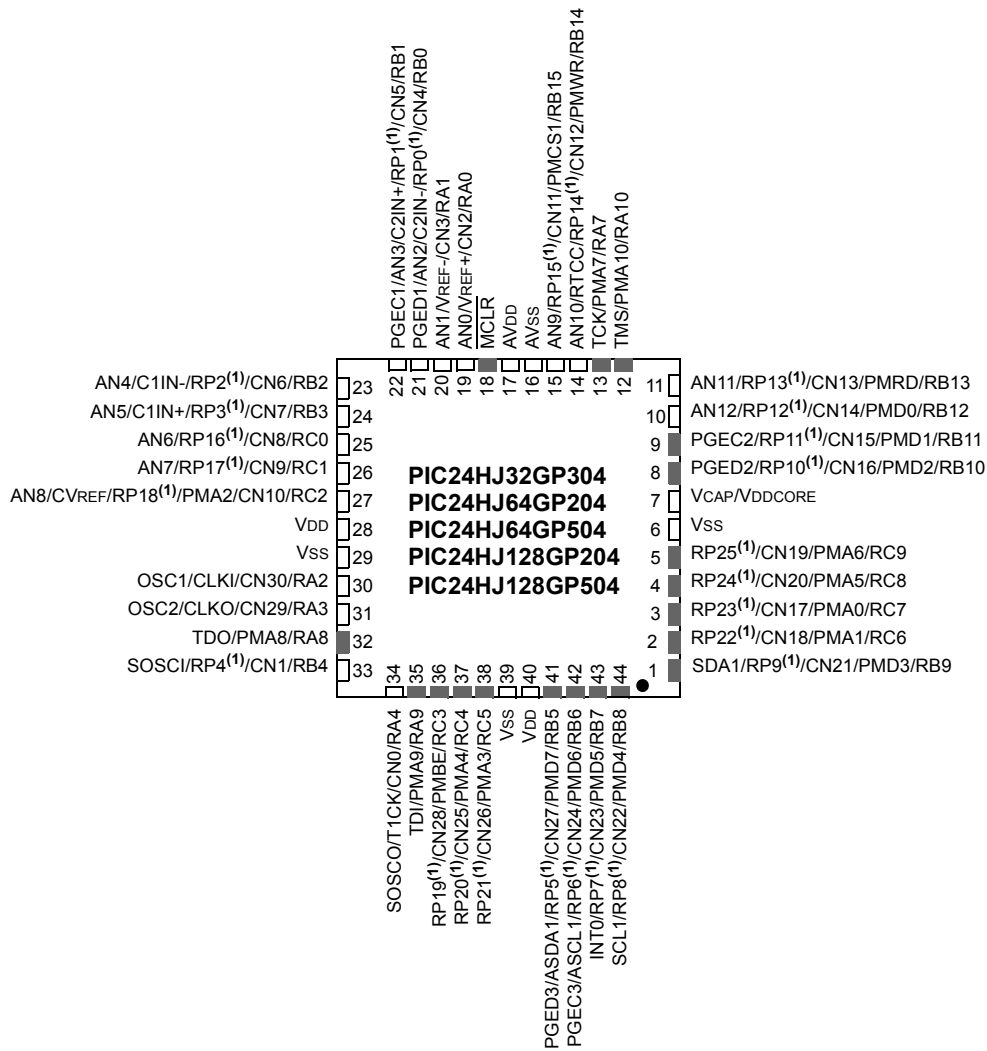 PGEC1/AN3/C2IN+/RP1(1)/CN5/RB1
PGED1/AN2/C2IN-/RP0(1)/CN4/RB0
AN1/VREF-/CN3/RA1
AN0/VREF+/CN2/RA0
MCLR
AVDD
AVSS
AN9/RP15(1)/CN11/PMCS1/RB15
AN10/RTCC/RP14(1)/CN12/PMWR/RB14
TCK/PMA7/RA7
TMS/PMA10/RA10
22
21
20
19
18
17
16
15
14
13
12
AN4/C1IN-/RP2(1)/CN6/RB2
AN5/C1IN+/RP3(1)/CN7/RB3
AN6/RP16(1)/CN8/RC0
AN7/RP17(1)/CN9/RC1
AN8/CVREF/RP18(1)/PMA2/CN10/RC2
VDD
VSS
OSC1/CLKI/CN30/RA2
OSC2/CLKO/CN29/RA3
TDO/PMA8/RA8
SOSCI/RP4(1)/CN1/RB4
23
24
25
26
27
28
29
30
31
32
33
PIC24HJ32GP304
PIC24HJ64GP204
PIC24HJ64GP504
PIC24HJ128GP204
PIC24HJ128GP504
11
10
9
8
7
6
5
4
3
2
1
AN11/RP13(1)/CN13/PMRD/RB13
AN12/RP12(1)/CN14/PMD0/RB12
PGEC2/RP11(1)/CN15/PMD1/RB11
PGED2/RP10(1)/CN16/PMD2/RB10
VCAP/VDDCORE
VSS
RP25(1)/CN19/PMA6/RC9
RP24(1)/CN20/PMA5/RC8
RP23(1)/CN17/PMA0/RC7
RP22(1)/CN18/PMA1/RC6
SDA1/RP9(1)/CN21/PMD3/RB9
34
35
36
37
38
39
40
41
42
43
44
SOSCO/T1CK/CN0/RA4
TDI/PMA9/RA9
RP19(1)/CN28/PMBE/RC3
RP20(1)/CN25/PMA4/RC4
RP21(1)/CN26/PMA3/RC5
VSS
VDD
PGED3/ASDA1/RP5(1)/CN27/PMD7/RB5
PGEC3/ASCL1/RP6(1)/CN24/PMD6/RB6
INT0/RP7(1)/CN23/PMD5/RB7
SCL1/RP8(1)/CN22/PMD4/RB8